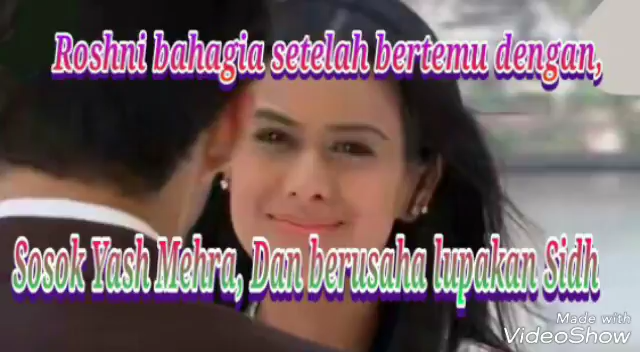 Roshni bahagia setelah bertemu dengan,
Sosok Yash Mehra, Dan berusaha lupakan Sidh
Made with
VideoShow